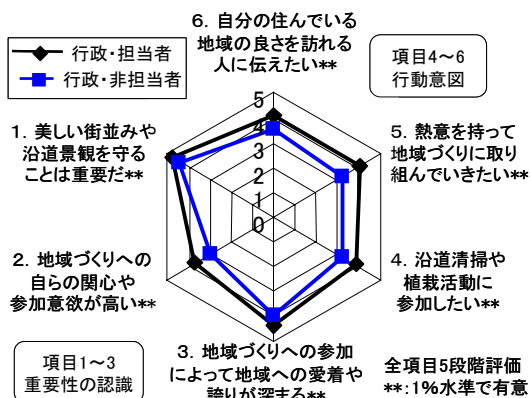 6. 自分の住んでいる
地域の良さを訪れる
人に伝えたい**
行政・担当者
行政・非担当者
項目4～6
行動意図
5
4
3
2
1
0
1. 美しい街並みや
沿道景観を守る
ことは重要だ**
5. 熱意を持って
地域づくりに取り
組んでいきたい**
2. 地域づくりへの
自らの関心や
参加意欲が高い**
4. 沿道清掃や
植栽活動に
参加したい**
項目1～3
重要性の認識
3. 地域づくりへの参加
によって地域への愛着や
誇りが深まる**
全項目5段階評価
**:1%水準で有意